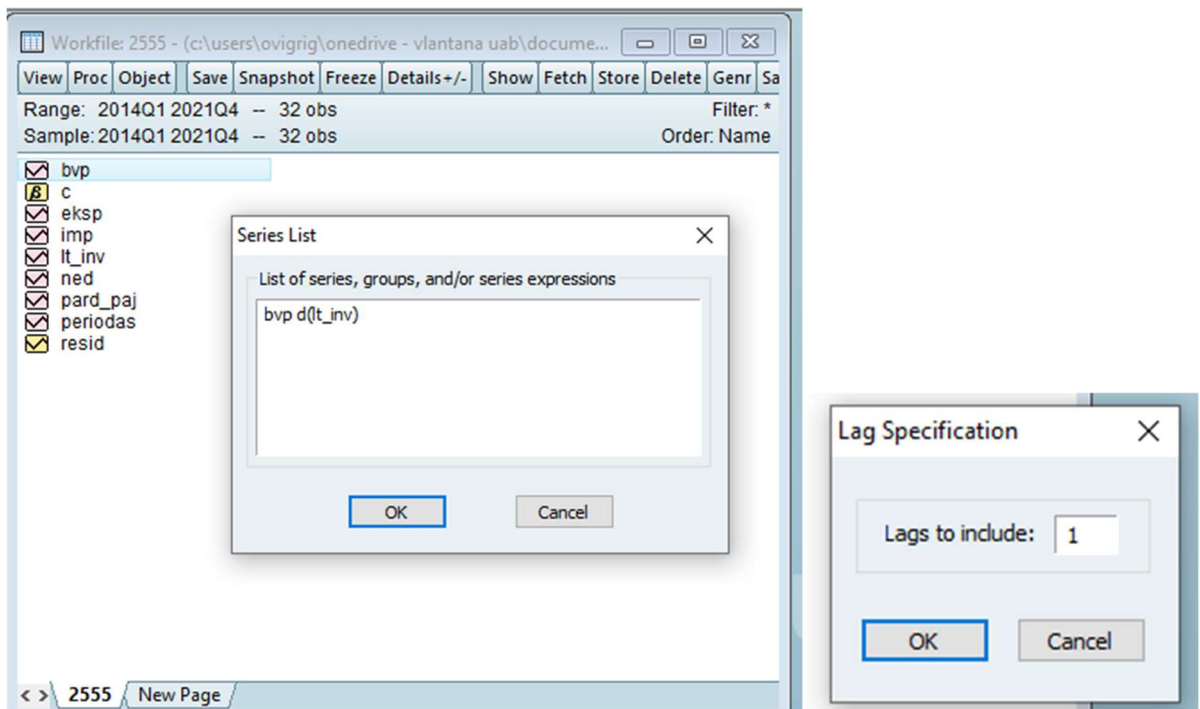 Workfile: 2555 - (c:\users\ovigrig\onedrive - vlantana uab\docume...
View Proc Object Save Snapshot Freeze Details+/- Show Fetch Store Delete Genr Sa
Range: 2014Q1 2021Q4 -- 32 obs Filter: *
Sample: 2014Q1 2021Q4 -- 32 obs Order: Name
bvp
β c
eksp
imp
lt_inv
ned
pard_paj
periodas
resid
Series List
List of series, groups, and/or series expressions
bvp d(lt_inv)
OK Cancel
< > 2555 New Page
Lag Specification
Lags to include: 1
OK Cancel